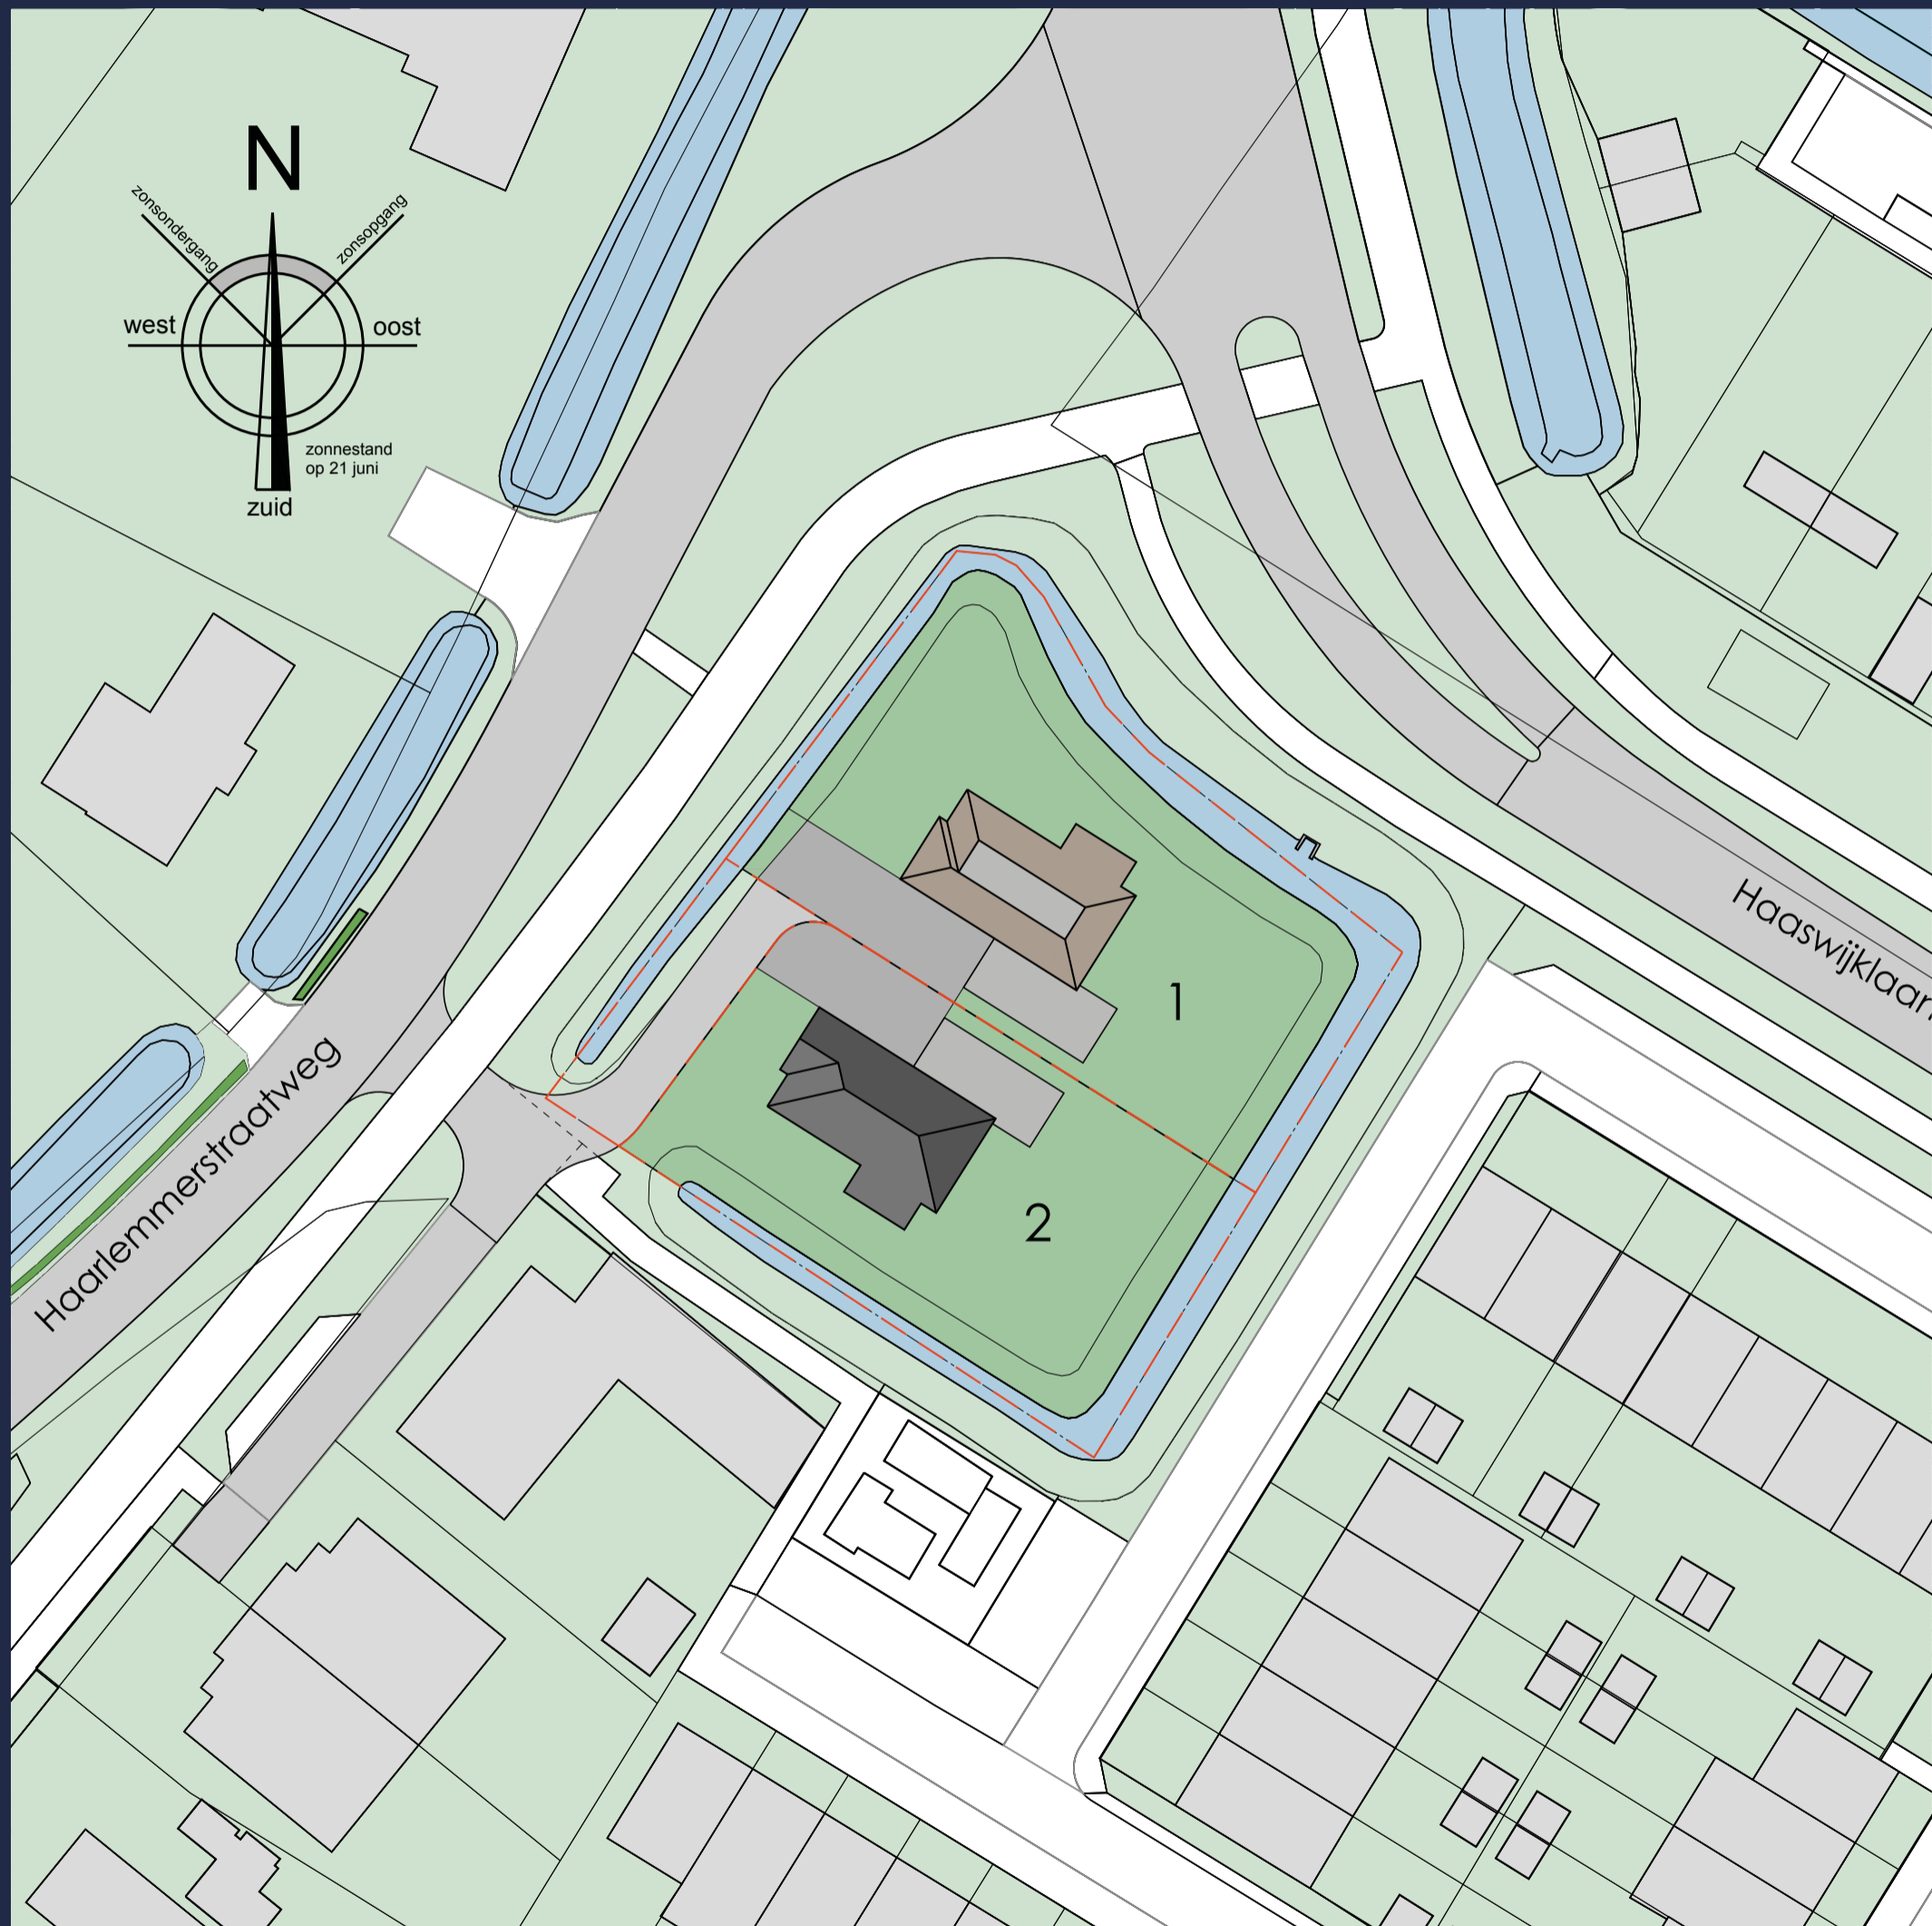 N
zonsondergang
zonsopgang
west
oost
zonnestand
op 21 juni
zuid
Haaswijklaan
1
2
Haarlemmerstraatweg